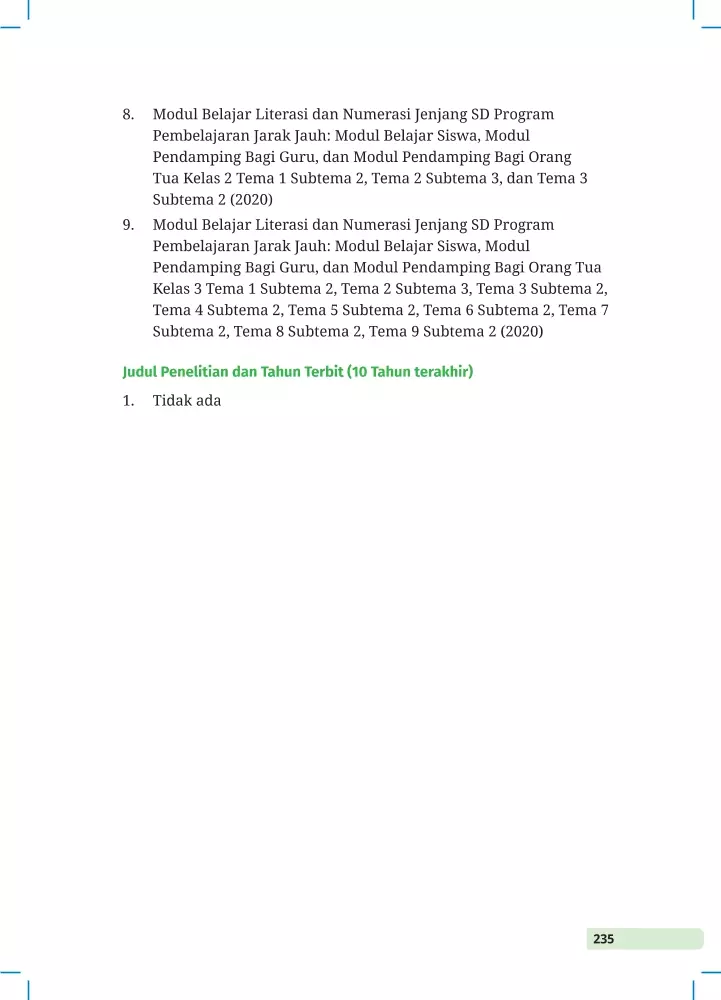 8. Modul Belajar Literasi dan Numerasi Jenjang SD Program
Pembelajaran Jarak Jauh: Modul Belajar Siswa, Modul
Pendamping Bagi Guru, dan Modul Pendamping Bagi Orang
Tua Kelas 2 Tema 1 Subtema 2, Tema 2 Subtema 3, dan Tema 3
Subtema 2 (2020)
9. Modul Belajar Literasi dan Numerasi Jenjang SD Program
Pembelajaran Jarak Jauh: Modul Belajar Siswa, Modul
Pendamping Bagi Guru, dan Modul Pendamping Bagi Orang Tua
Kelas 3 Tema 1 Subtema 2, Tema 2 Subtema 3, Tema 3 Subtema 2,
Tema 4 Subtema 2, Tema 5 Subtema 2, Tema 6 Subtema 2, Tema 7
Subtema 2, Tema 8 Subtema 2, Tema 9 Subtema 2 (2020)
Judul Penelitian dan Tahun Terbit (10 Tahun terakhir)
1. Tidak ada
235